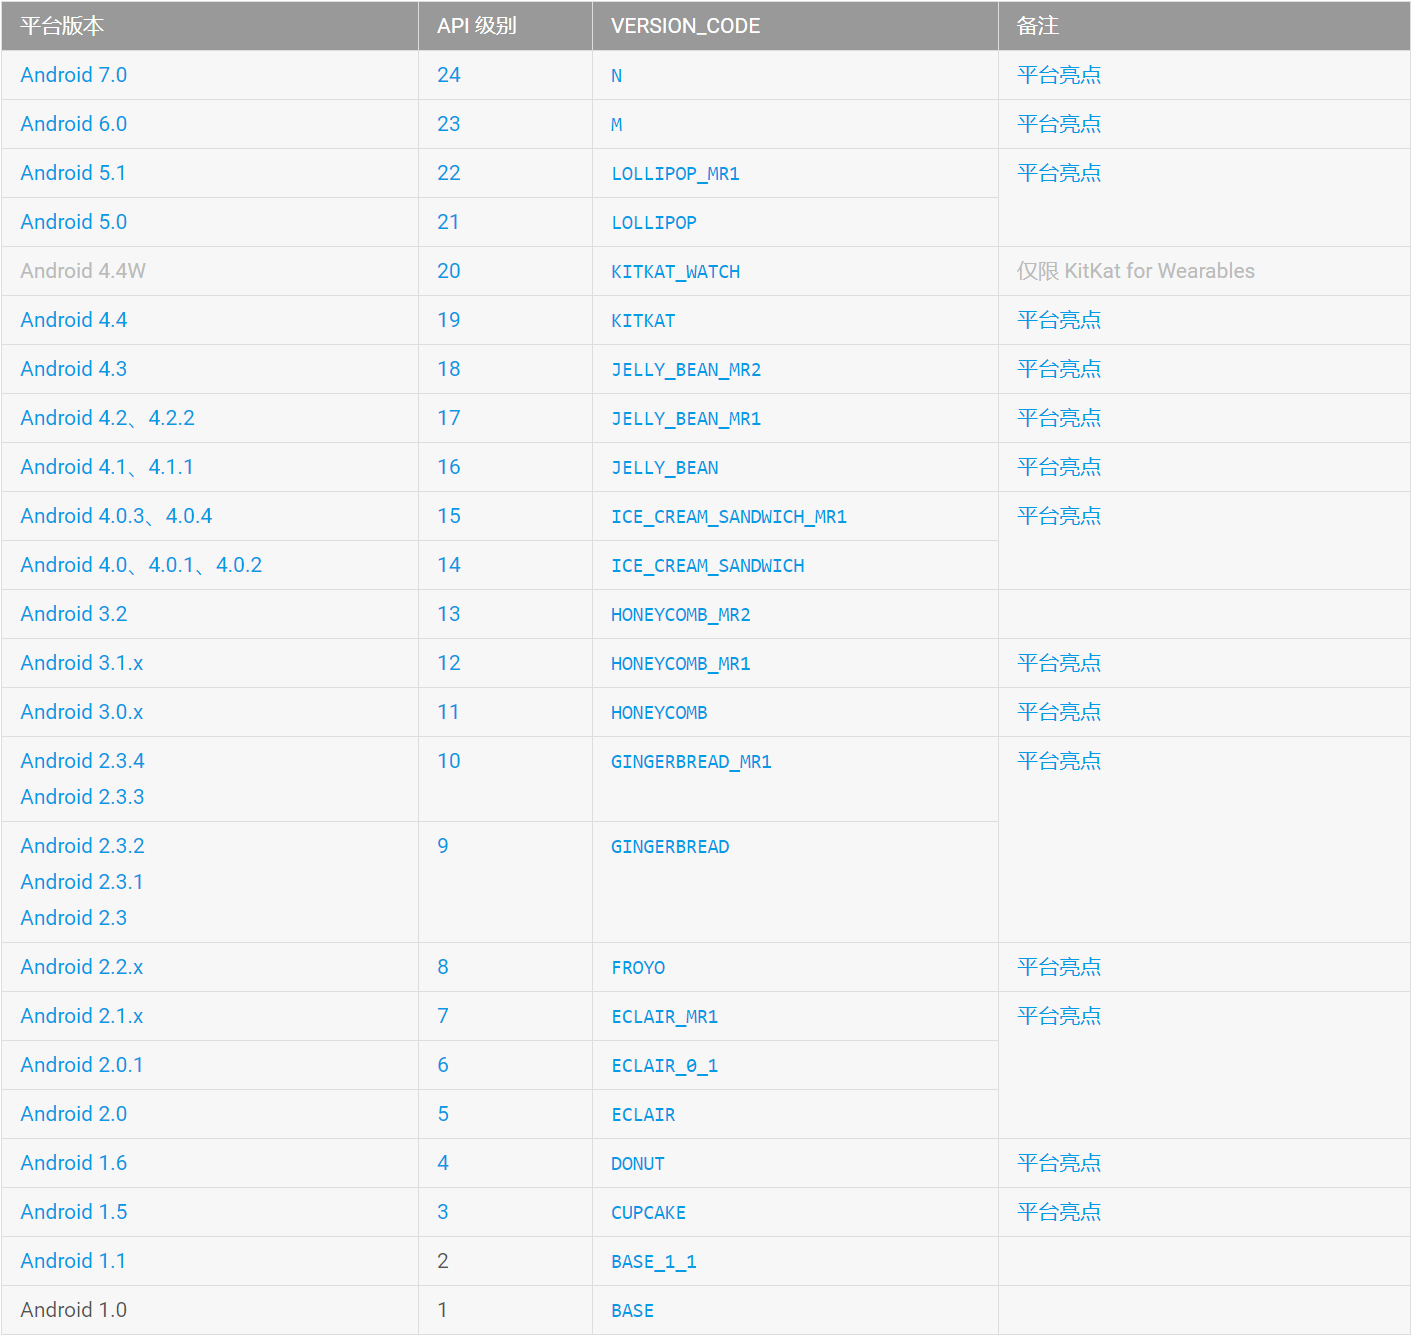 平台版本 API 级别 VERSION_CODE 备注
Android 7.0 24 N 平台亮点
Android 6.0 23 M 平台亮点
Android 5.1 22 LOLLIPOP_MR1 平台亮点
Android 5.0 21 LOLLIPOP
Android 4.4W 20 KITKAT_WATCH 仅限 KitKat for Wearables
Android 4.4 19 KITKAT 平台亮点
Android 4.3 18 JELLY_BEAN_MR2 平台亮点
Android 4.2、4.2.2 17 JELLY_BEAN_MR1 平台亮点
Android 4.1、4.1.1 16 JELLY_BEAN 平台亮点
Android 4.0.3、4.0.4 15 ICE_CREAM_SANDWICH_MR1 平台亮点
Android 4.0、4.0.1、4.0.2 14 ICE_CREAM_SANDWICH
Android 3.2 13 HONEYCOMB_MR2
Android 3.1.x 12 HONEYCOMB_MR1 平台亮点
Android 3.0.x 11 HONEYCOMB 平台亮点
Android 2.3.4 10 GINGERBREAD_MR1 平台亮点
Android 2.3.3
Android 2.3.2 9 GINGERBREAD
Android 2.3.1
Android 2.3
Android 2.2.x 8 FROYO 平台亮点
Android 2.1.x 7 ECLAIR_MR1 平台亮点
Android 2.0.1 6 ECLAIR_0_1
Android 2.0 5 ECLAIR
Android 1.6 4 DONUT 平台亮点
Android 1.5 3 CUPCAKE 平台亮点
Android 1.1 2 BASE_1_1
Android 1.0 1 BASE